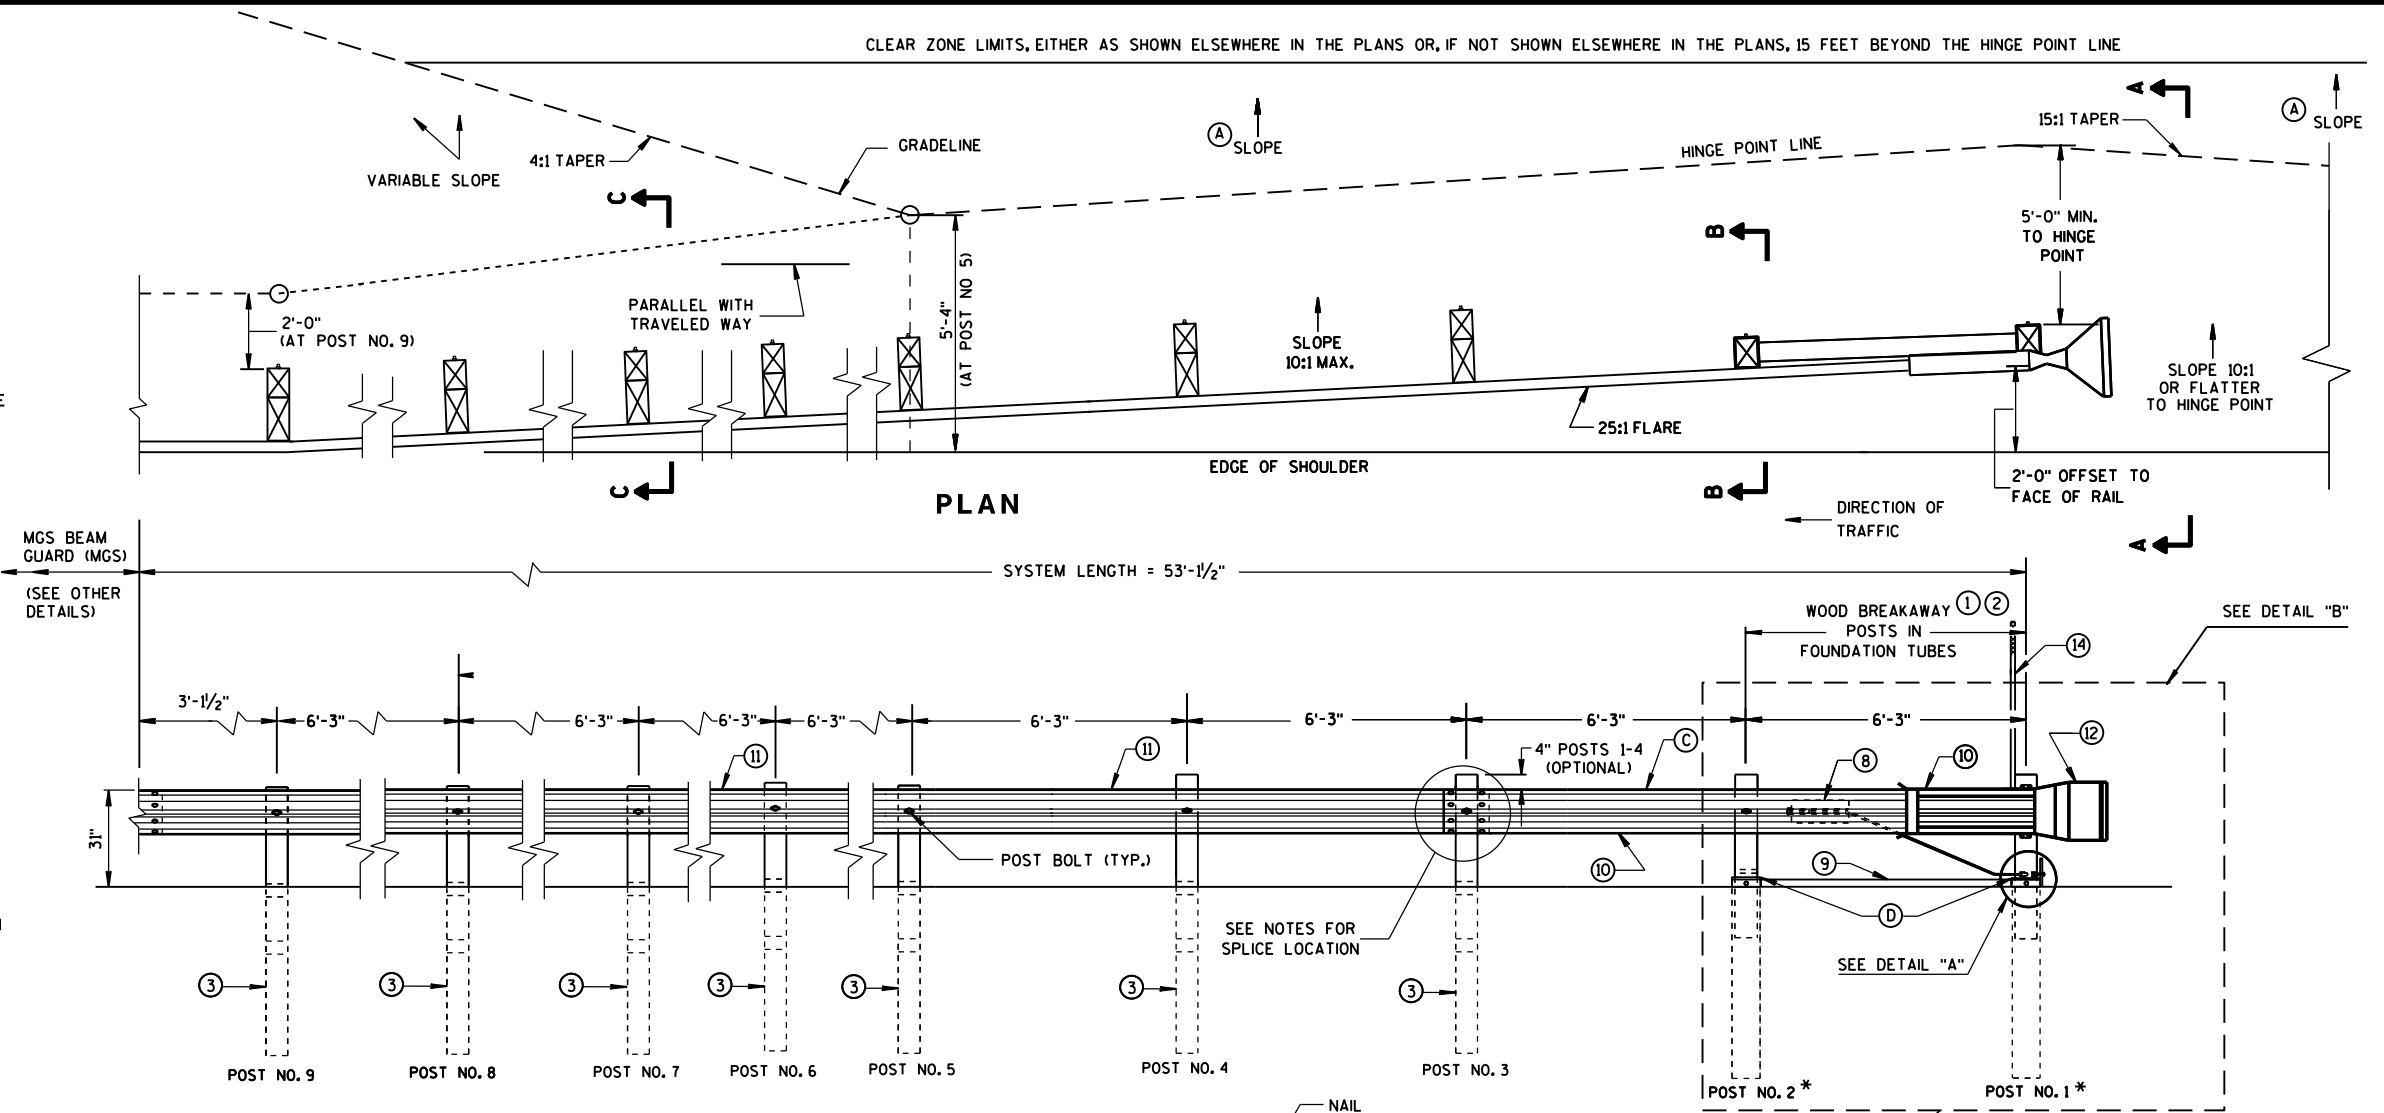 CLEAR ZONE LIMITS, EITHER AS SHOWN ELSEWHERE IN THE PLANS OR, IF NOT SHOWN ELSEWHERE IN THE PLANS, 15 FEET BEYOND THE HINGE POINT LINE
A
A SLOPE
15:1 TAPER
A SLOPE
GRADELINE
4:1 TAPER
HINGE POINT LINE
VARIABLE SLOPE
C
B
5'-0" MIN.
TO HINGE
POINT
PARALLEL WITH
TRAVELED WAY
5'-4"
(AT POST NO 5)
2'-0"
(AT POST NO. 9)
SLOPE
10:1 MAX.
SLOPE 10:1
OR FLATTER
TO HINGE POINT
E
25:1 FLARE
EDGE OF SHOULDER
C
B
2'-0" OFFSET TO
FACE OF RAIL
PLAN
DIRECTION OF
TRAFFIC
A
MGS BEAM
GUARD (MGS)
(SEE OTHER
DETAILS)
SYSTEM LENGTH = 53'-1½"
WOOD BREAKAWAY 1 2
POSTS IN
FOUNDATION TUBES
SEE DETAIL "B"
14
3'-1½"
6'-3"
6'-3"
6'-3"
6'-3"
6'-3"
6'-3"
6'-3"
6'-3"
11
11
4" POSTS 1-4
(OPTIONAL)
C
8
10
12
31"
POST BOLT (TYP.)
10
9
D
SEE NOTES FOR
SPLICE LOCATION
SEE DETAIL "A"
3
3
3
3
3
3
3
POST NO. 9
POST NO. 8
POST NO. 7
POST NO. 6
POST NO. 5
POST NO. 4
POST NO. 3
POST NO. 2 *
POST NO. 1 *
NAIL